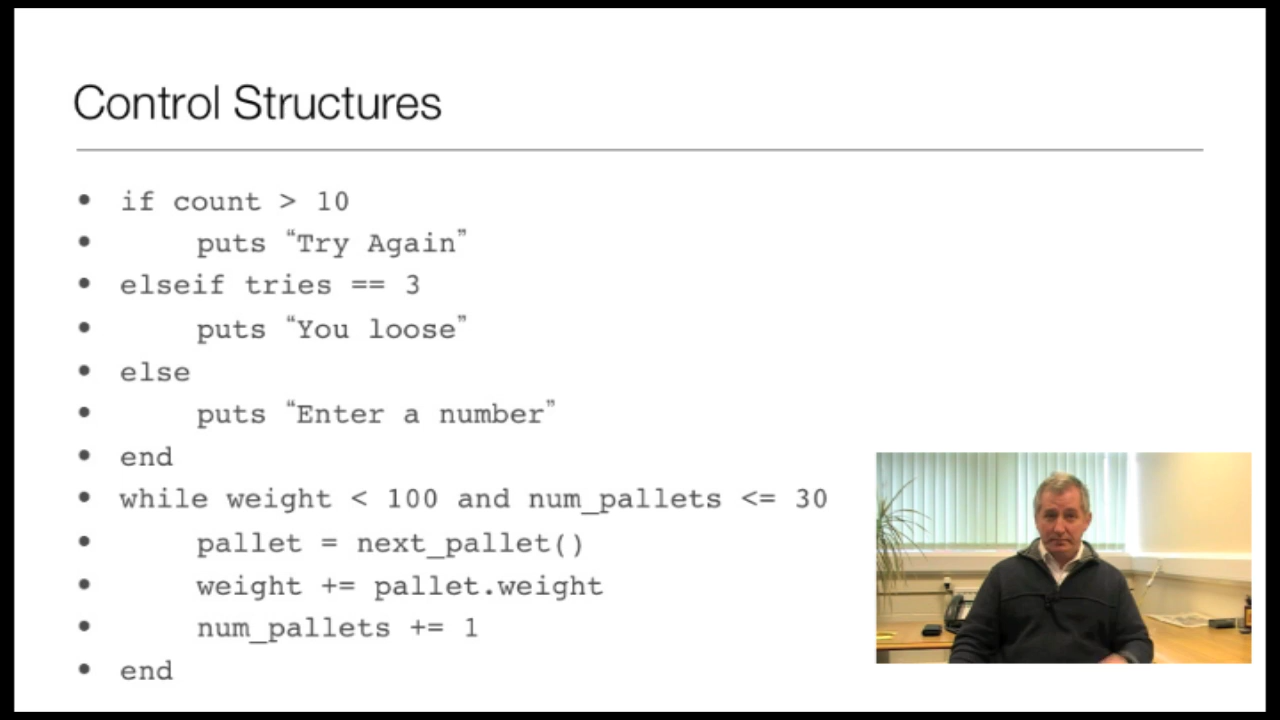 Control Structures
• if count > 10
• puts “Try Again”
• elseif tries == 3
• puts “You loose”
• else
• puts “Enter a number”
• end
• while weight < 100 and num_pallets <= 30
• pallet = next_pallet()
• weight += pallet.weight
• num_pallets += 1
• end